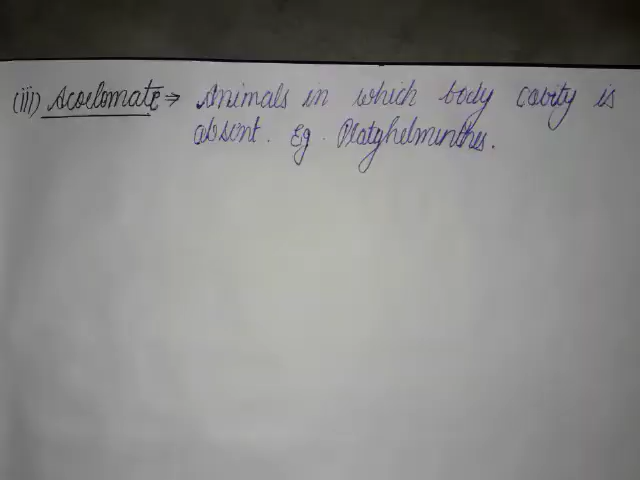 (iii) Acoelomate → Animals in which body cavity is
absent. Eg. Platyhelminthes.